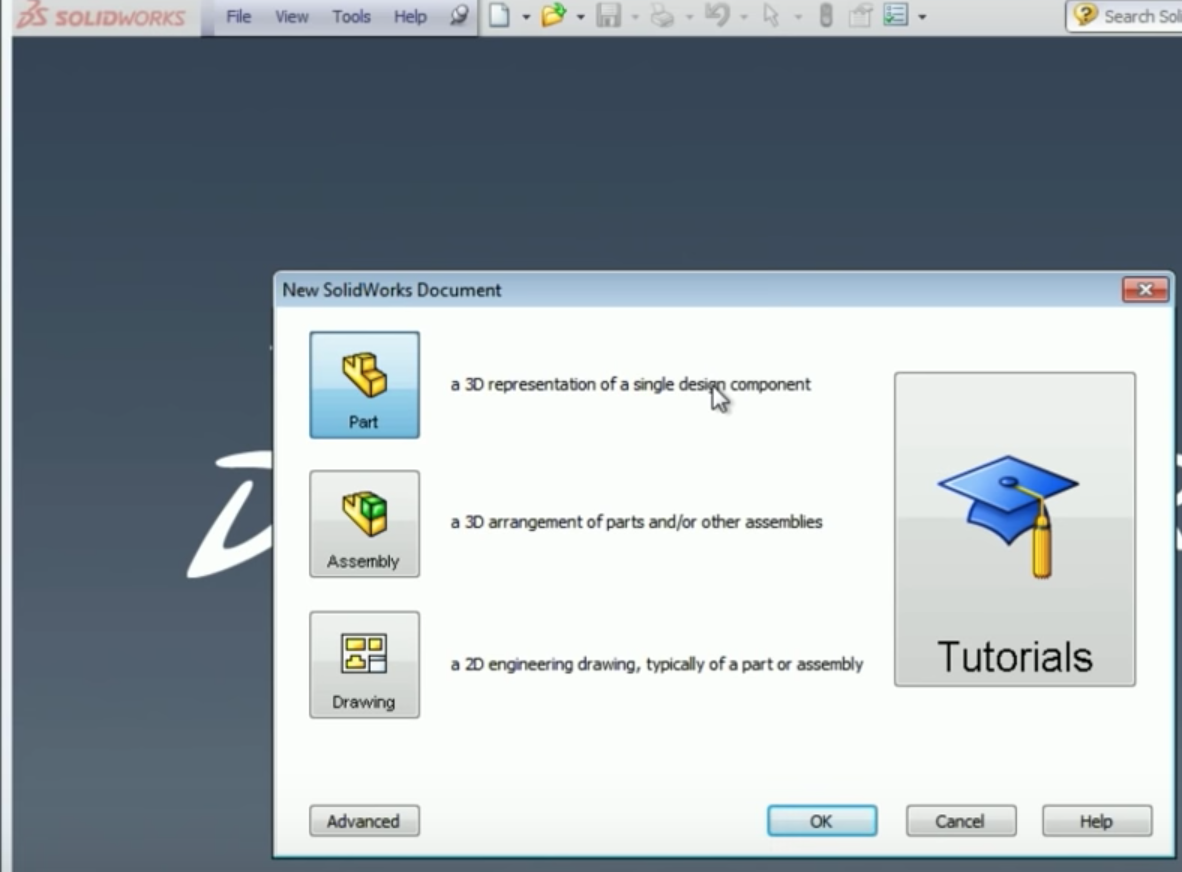 SOLIDWORKS File View Tools Help
New SolidWorks Document
Part
a 3D representation of a single design component
Assembly
a 3D arrangement of parts and/or other assemblies
Drawing
a 2D engineering drawing, typically of a part or assembly
Tutorials
Advanced OK Cancel Help